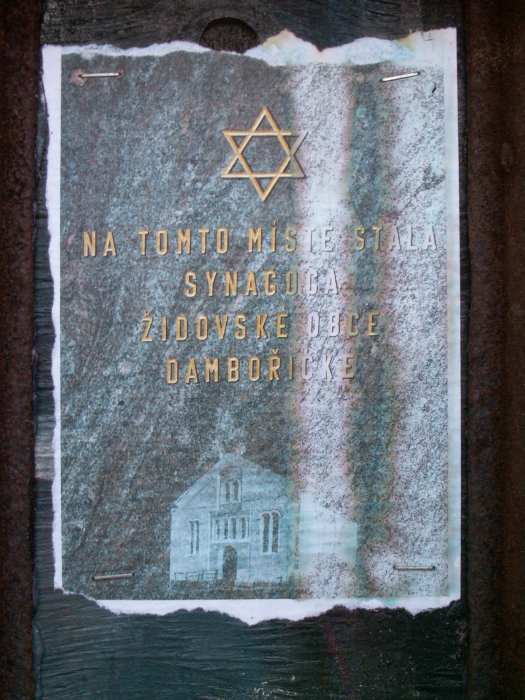 NA TOMTO MÍSTĚ STÁLA
SYNAGOGA
ŽIDOVSKÉ OBCE
DAMBOŘICKÉ